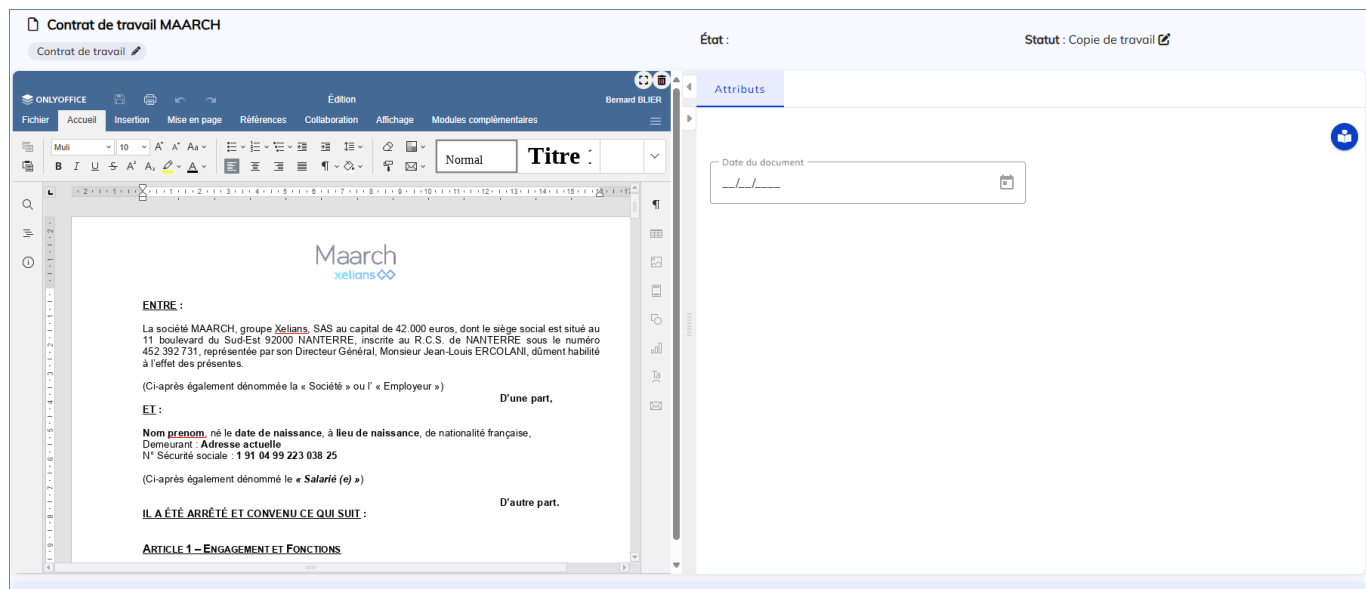 Contrat de travail MAARCH
Contrat de travail
État :
Statut : Copie de travail
ONLYOFFICE
Édition
Bernard BLIER
Fichier Accueil Insertion Mise en page Références Collaboration Affichage Modules complémentaires
Muli 10
Normal
Titre
Maarch
xelians
ENTRE :
La société MAARCH, groupe Xelians, SAS au capital de 42.000 euros, dont le siège social est situé au
11 boulevard du Sud-Est 92000 NANTERRE, inscrite au R.C.S. de NANTERRE sous le numéro
452 392 731, représentée par son Directeur Général, Monsieur Jean-Louis ERCOLANI, dûment habilité
à l'effet des présentes.
(Ci-après également dénommée la « Société » ou l' « Employeur »)
D'une part,
ET :
Nom prenom, né le date de naissance, à lieu de naissance, de nationalité française,
Demeurant : Adresse actuelle
N° Sécurité sociale : 1 91 04 99 223 038 25
(Ci-après également dénommé le « Salarié (e) »)
D'autre part.
IL A ÉTÉ ARRÊTÉ ET CONVENU CE QUI SUIT :
ARTICLE 1 – ENGAGEMENT ET FONCTIONS
Attributs
Date du document
__/__/____